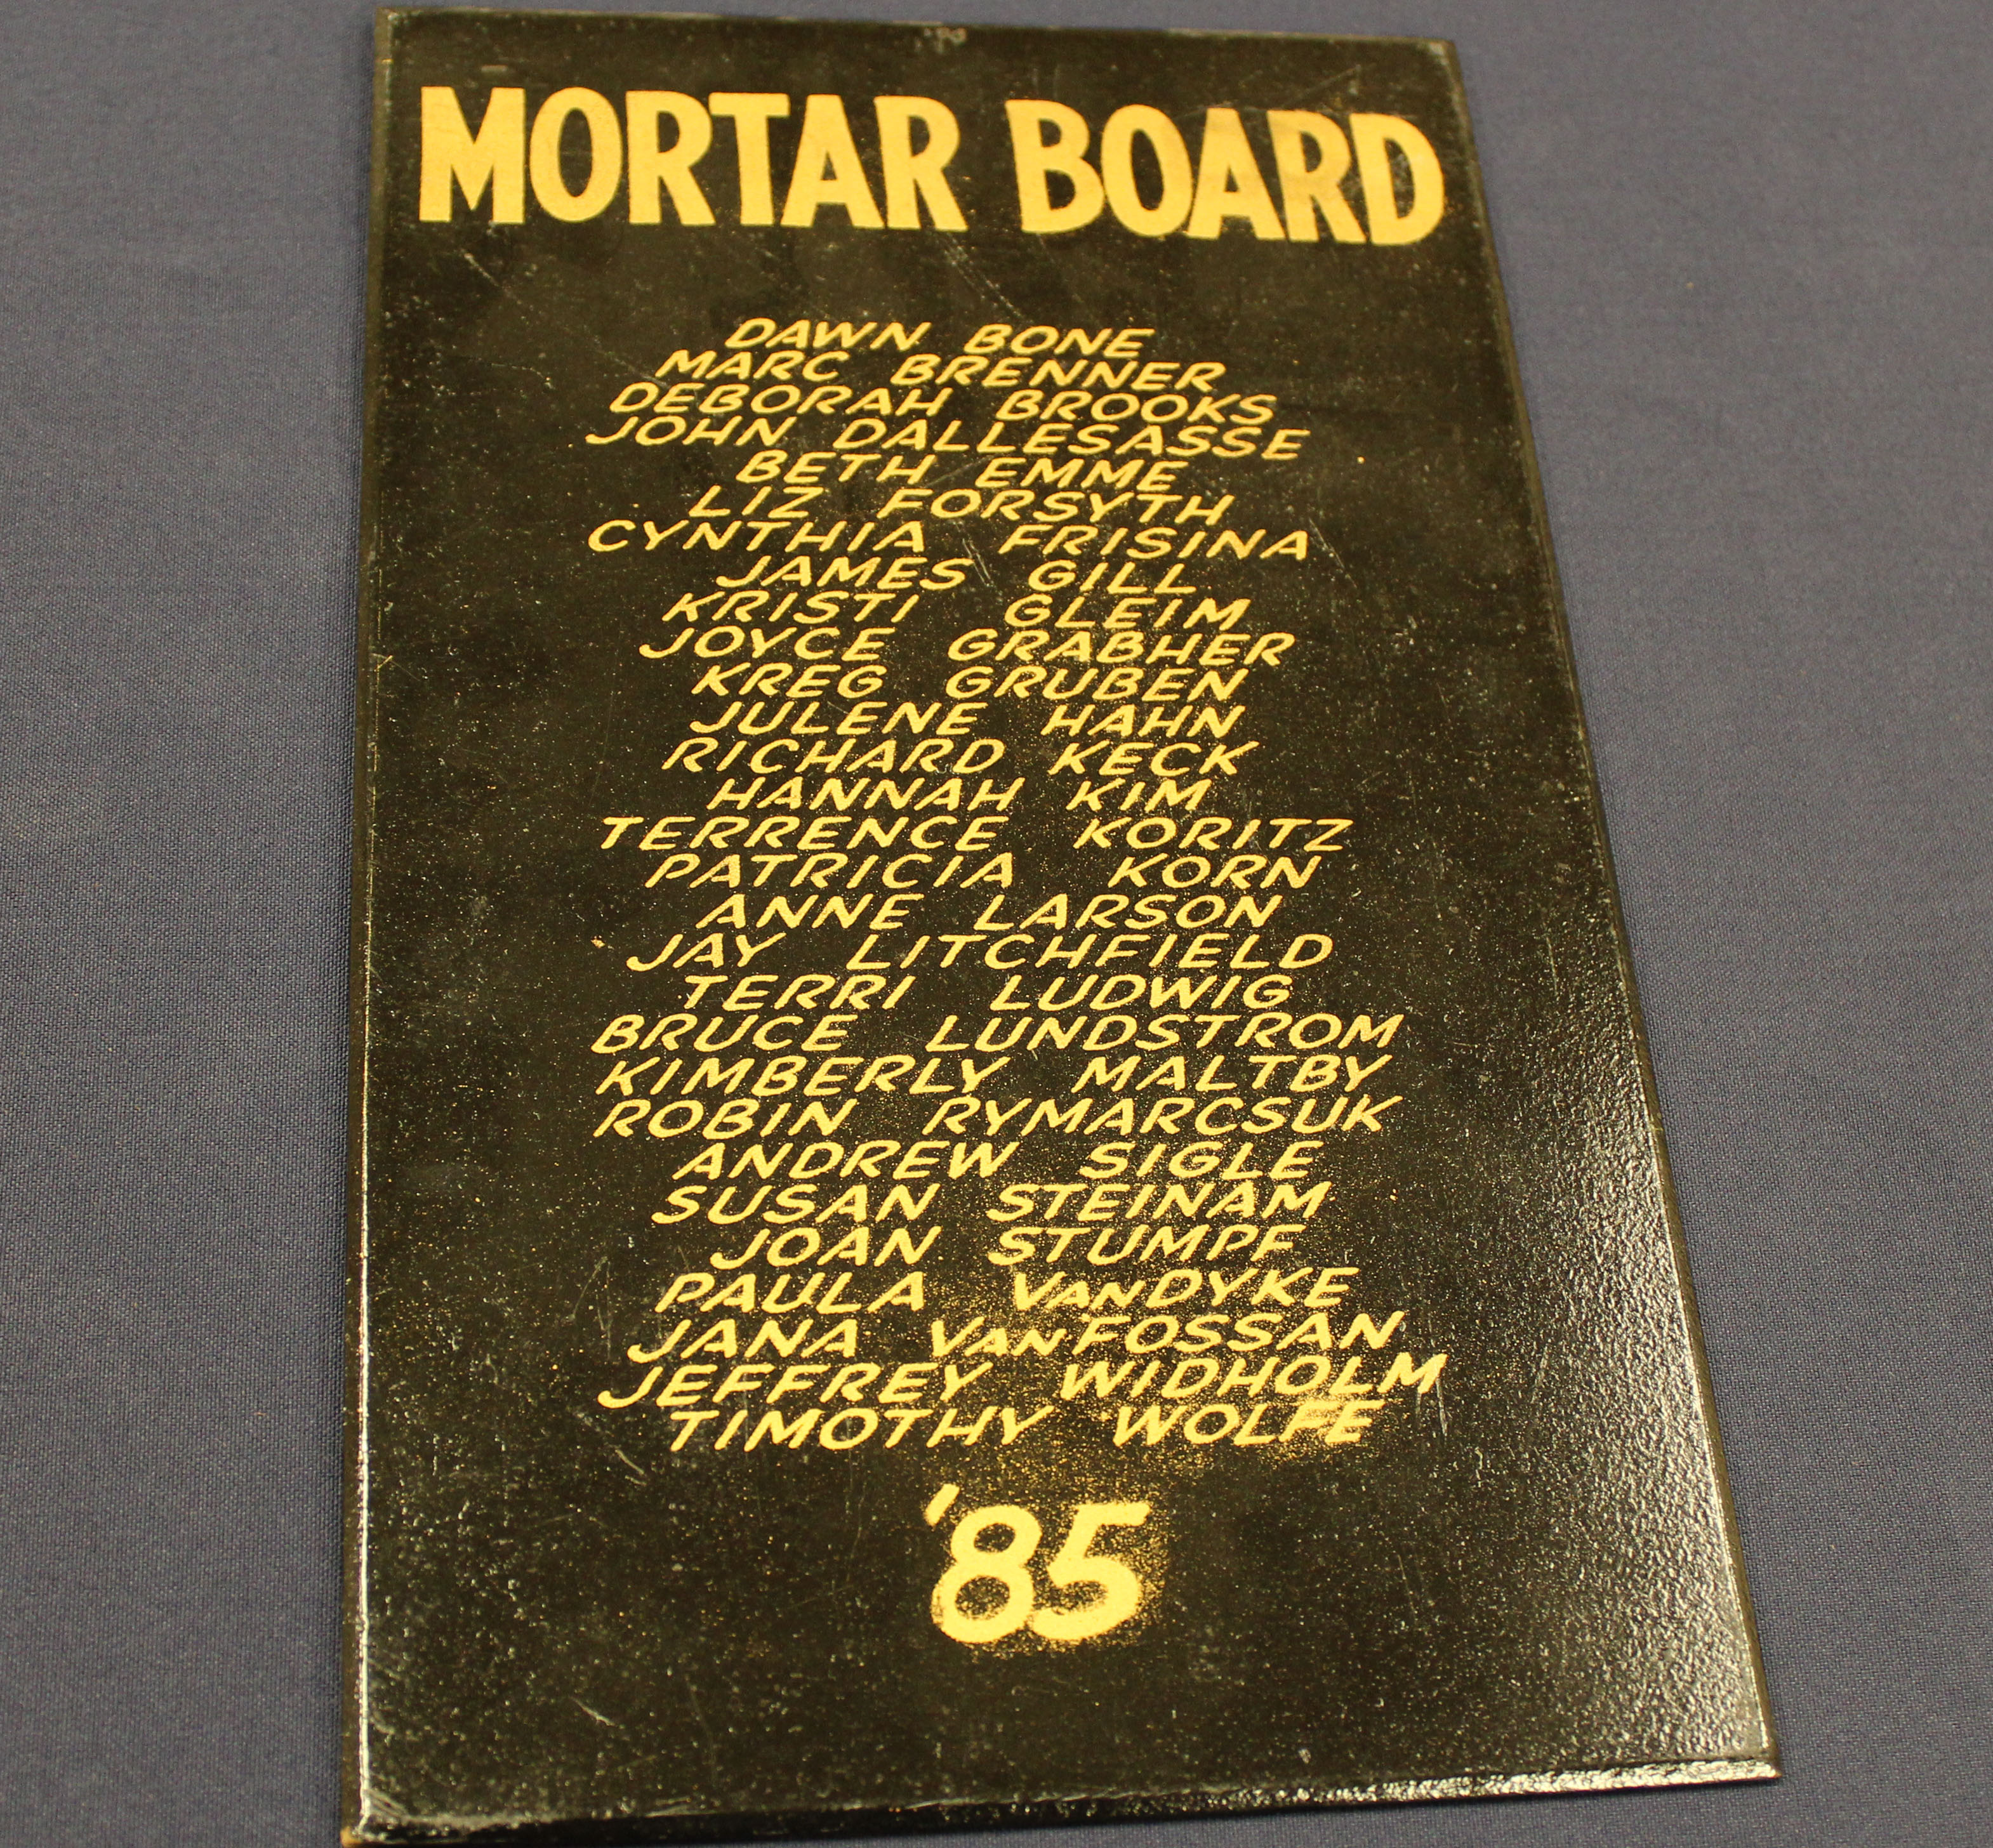 MORTAR BOARD
DAWN BONE
MARC BRENNER
DEBORAH BROOKS
JOHN DALLESASSE
BETH EMME
LIZ FORSYTH
CYNTHIA FRISINA
JAMES GILL
KRISTI GLEIM
JOYCE GRABHER
KREG GRUBEN
JULENE HAHN
RICHARD KECK
HANNAH KIM
TERRENCE KORITZ
PATRICIA KORN
ANNE LARSON
JAY LITCHFIELD
TERRI LUDWIG
BRUCE LUNDSTROM
KIMBERLY MALTBY
ROBIN RYMARCSUK
ANDREW SIGLE
SUSAN STEINAM
JOAN STUMPF
PAULA VANDYKE
JANA VANFOSSAN
JEFFREY WIDHOLM
TIMOTHY WOLFE
'85